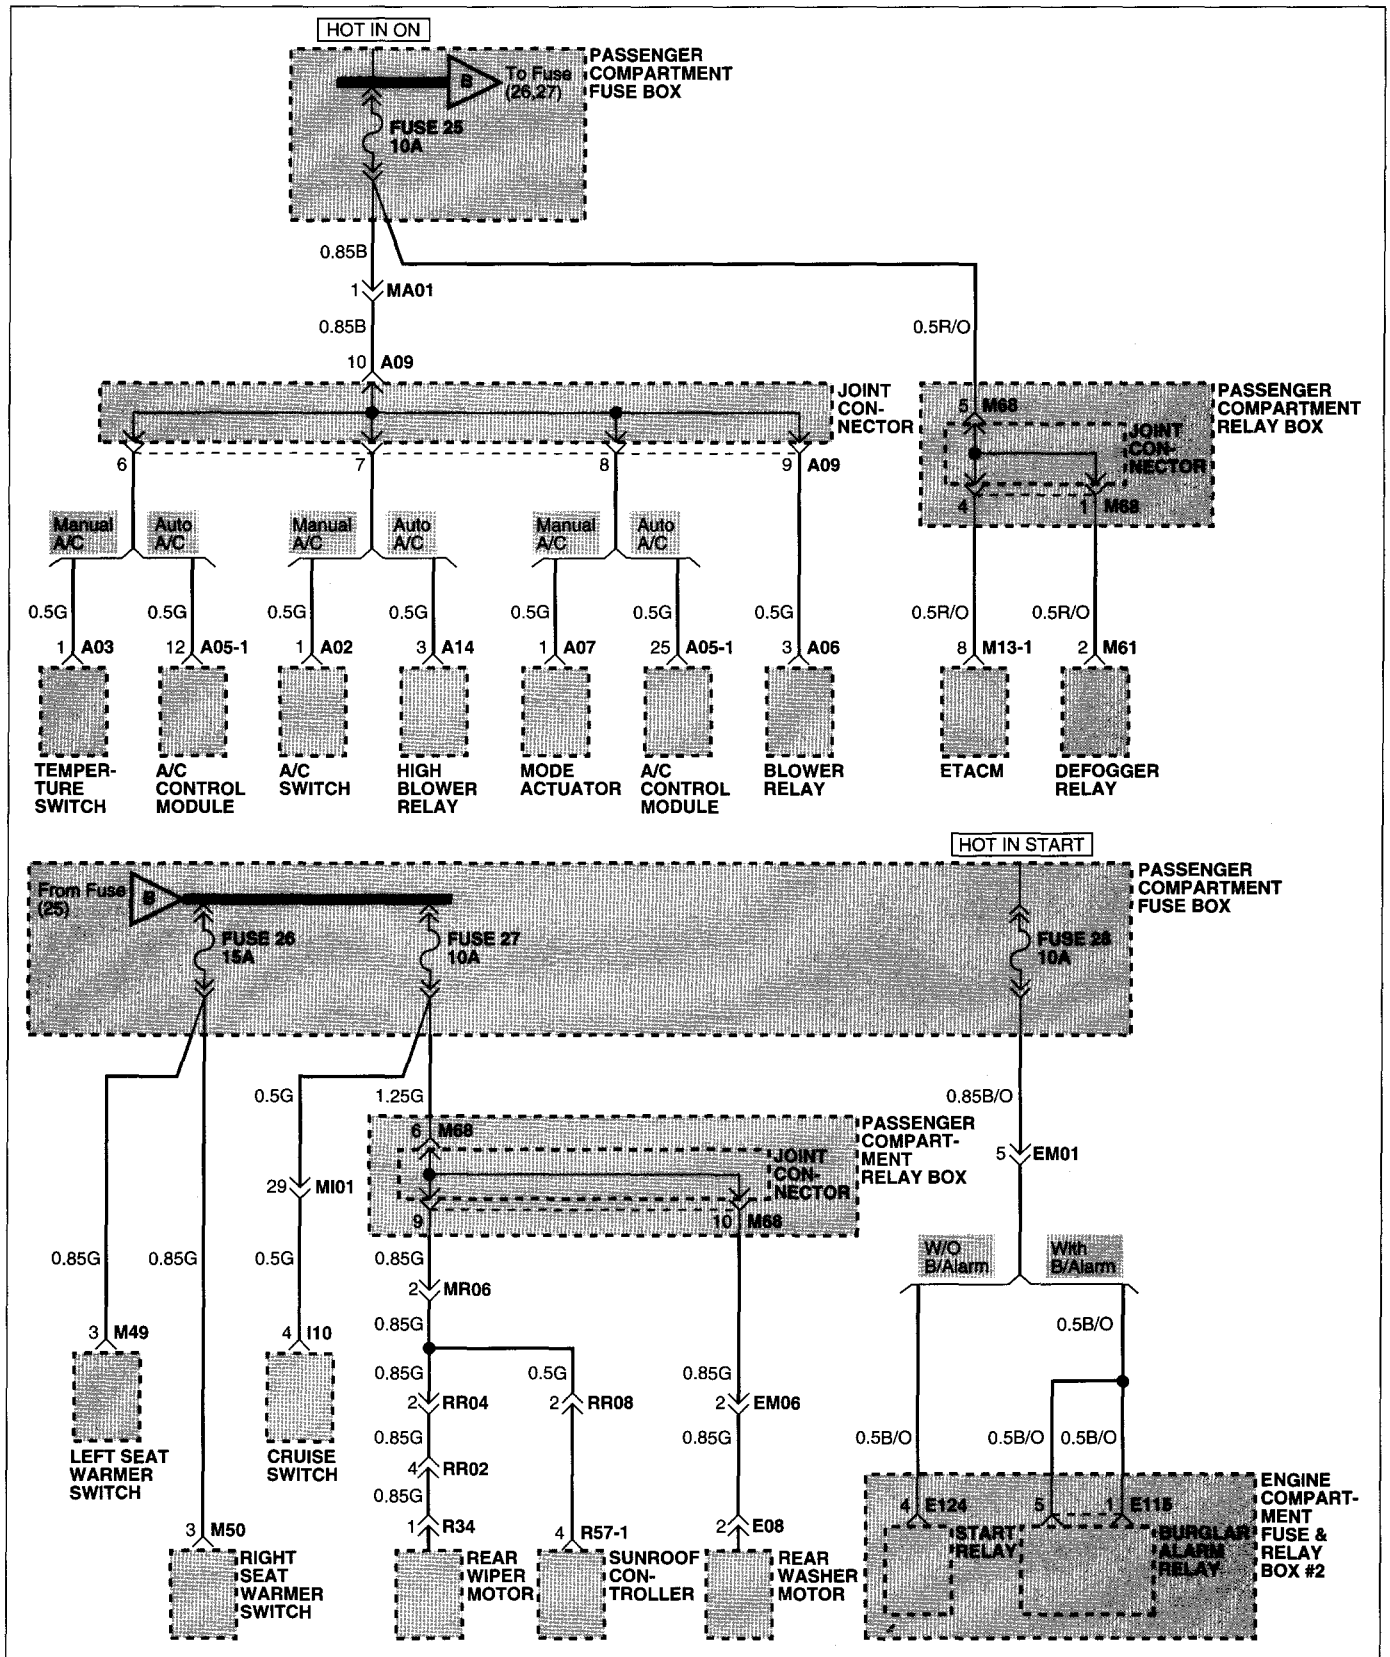 HOT IN ON
PASSENGER
COMPARTMENT
FUSE BOX
B
To Fuse
(26,27)
FUSE 25
10A
0.85B
1 MA01
0.85B
0.5R/O
10 A09
JOINT
CON-
NECTOR
PASSENGER
COMPARTMENT
RELAY BOX
5 M68
JOINT
CON-
NECTOR
6 7 8 9 A09
4 1 M68
Manual
A/C
Auto
A/C
Manual
A/C
Auto
A/C
Manual
A/C
Auto
A/C
0.5G 0.5G 0.5G 0.5G 0.5G 0.5G 0.5G 0.5R/O 0.5R/O
1 A03 12 A05-1 1 A02 3 A14 1 A07 25 A05-1 3 A06 8 M13-1 2 M61
TEMPER-
TURE
SWITCH
A/C
CONTROL
MODULE
A/C
SWITCH
HIGH
BLOWER
RELAY
MODE
ACTUATOR
A/C
CONTROL
MODULE
BLOWER
RELAY
ETACM
DEFOGGER
RELAY
HOT IN START
PASSENGER
COMPARTMENT
FUSE BOX
From Fuse
(25)
B
FUSE 26
15A
FUSE 27
10A
FUSE 28
10A
0.5G 1.25G 0.85B/O
6 M68
JOINT
CON-
NECTOR
PASSENGER
COMPART-
MENT
RELAY BOX
5 EM01
29 MI01
9 10 M68
0.85G 0.85G 0.5G 0.85G
W/O
B/Alarm
With
B/Alarm
2 MR06
0.85G
0.5B/O
3 M49 4 I10
0.85G 0.5G 0.85G
2 RR04 2 RR08 2 EM06
0.85G 0.85G 0.5B/O 0.5B/O 0.5B/O
LEFT SEAT
WARMER
SWITCH
CRUISE
SWITCH
4 RR02
0.85G
ENGINE
COMPART-
MENT
FUSE &
RELAY
BOX #2
4 E124 5 1 E115
START
RELAY
BURGLAR
ALARM
RELAY
3 M50 1 R34 4 R57-1 2 E08
RIGHT
SEAT
WARMER
SWITCH
REAR
WIPER
MOTOR
SUNROOF
CON-
TROLLER
REAR
WASHER
MOTOR